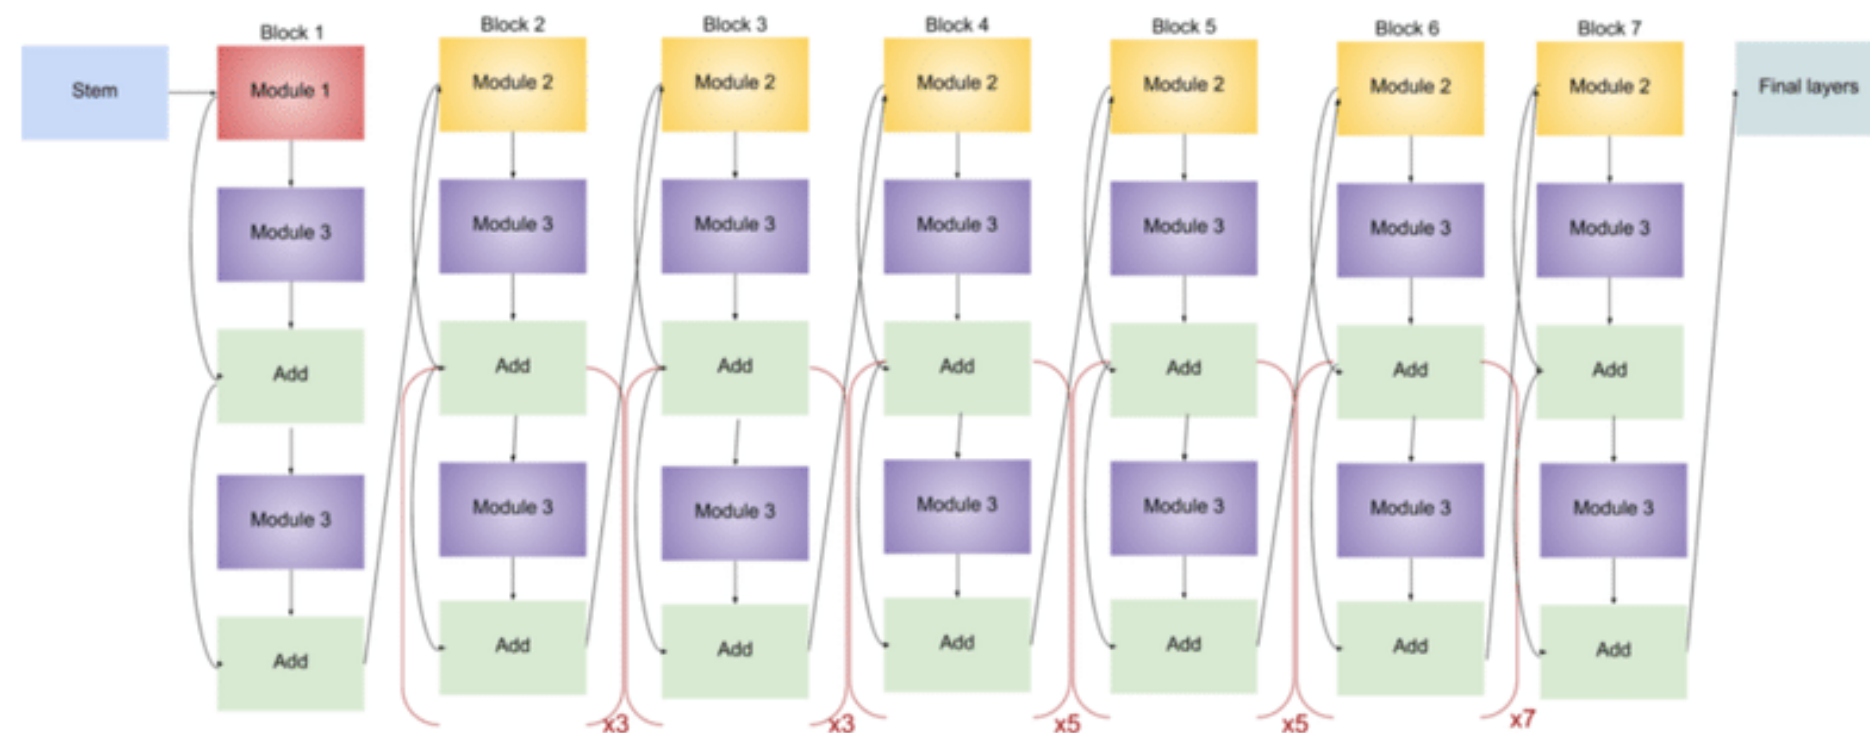 Stem
Block 1
Module 1
Module 3
Add
Module 3
Add
Block 2
Module 2
Module 3
Add
Module 3
Add
x3
Block 3
Module 2
Module 3
Add
Module 3
Add
x3
Block 4
Module 2
Module 3
Add
Module 3
Add
x5
Block 5
Module 2
Module 3
Add
Module 3
Add
x5
Block 6
Module 2
Module 3
Add
Module 3
Add
x7
Block 7
Module 2
Module 3
Add
Module 3
Add
Final layers